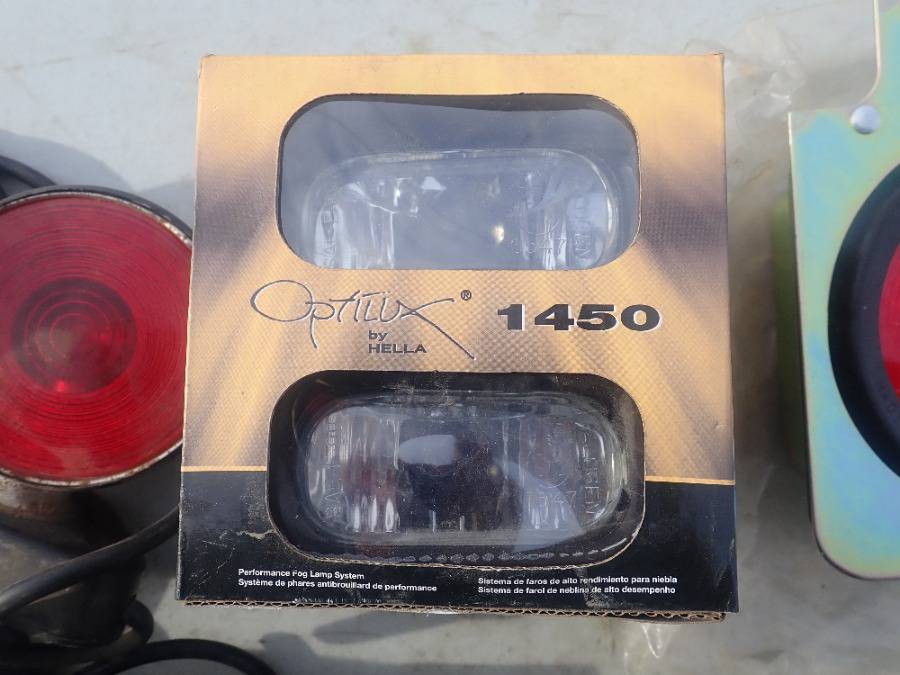 Optilux® 1450
by
HELLA
Performance Fog Lamp System
Système de phares antibrouillard de performance
Sistema de faros de alto rendimiento para niebla
Sistema de farol de neblina de alto desempenho